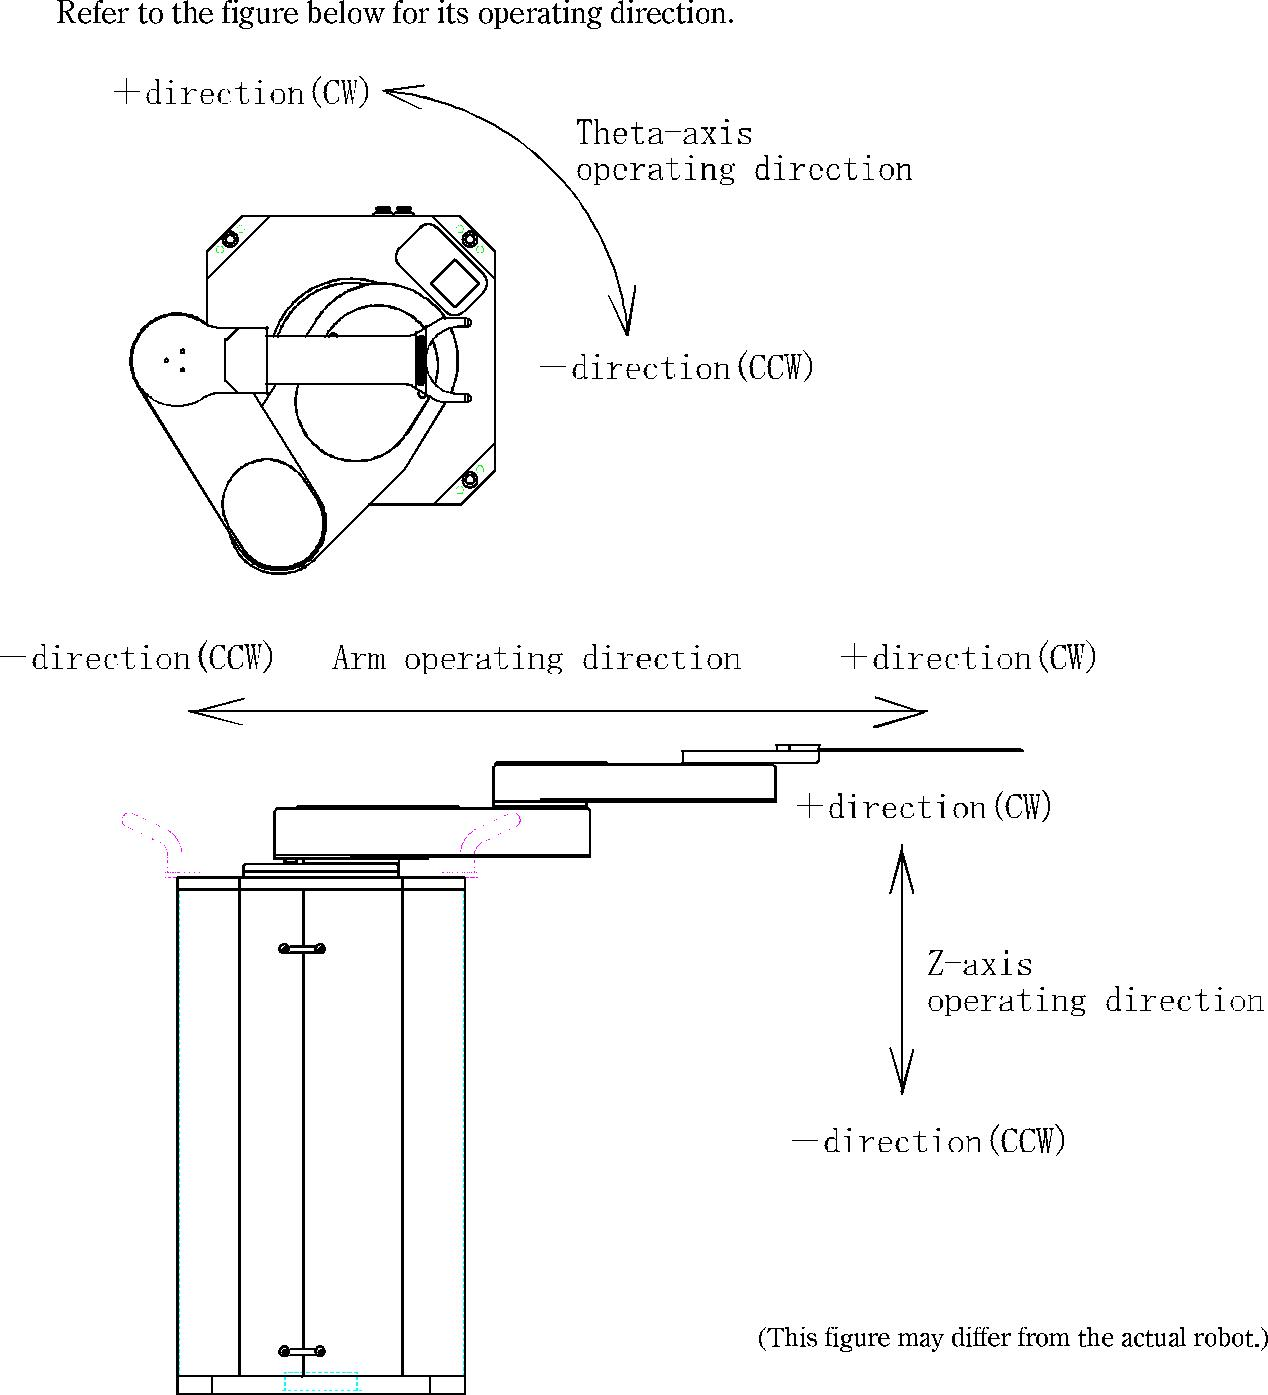 Refer to the figure below for its operating direction.
+direction(CW)
Theta-axis
operating direction
-direction(CCW)
-direction(CCW) Arm operating direction +direction(CW)
+direction(CW)
Z-axis
operating direction
-direction(CCW)
(This figure may differ from the actual robot.)